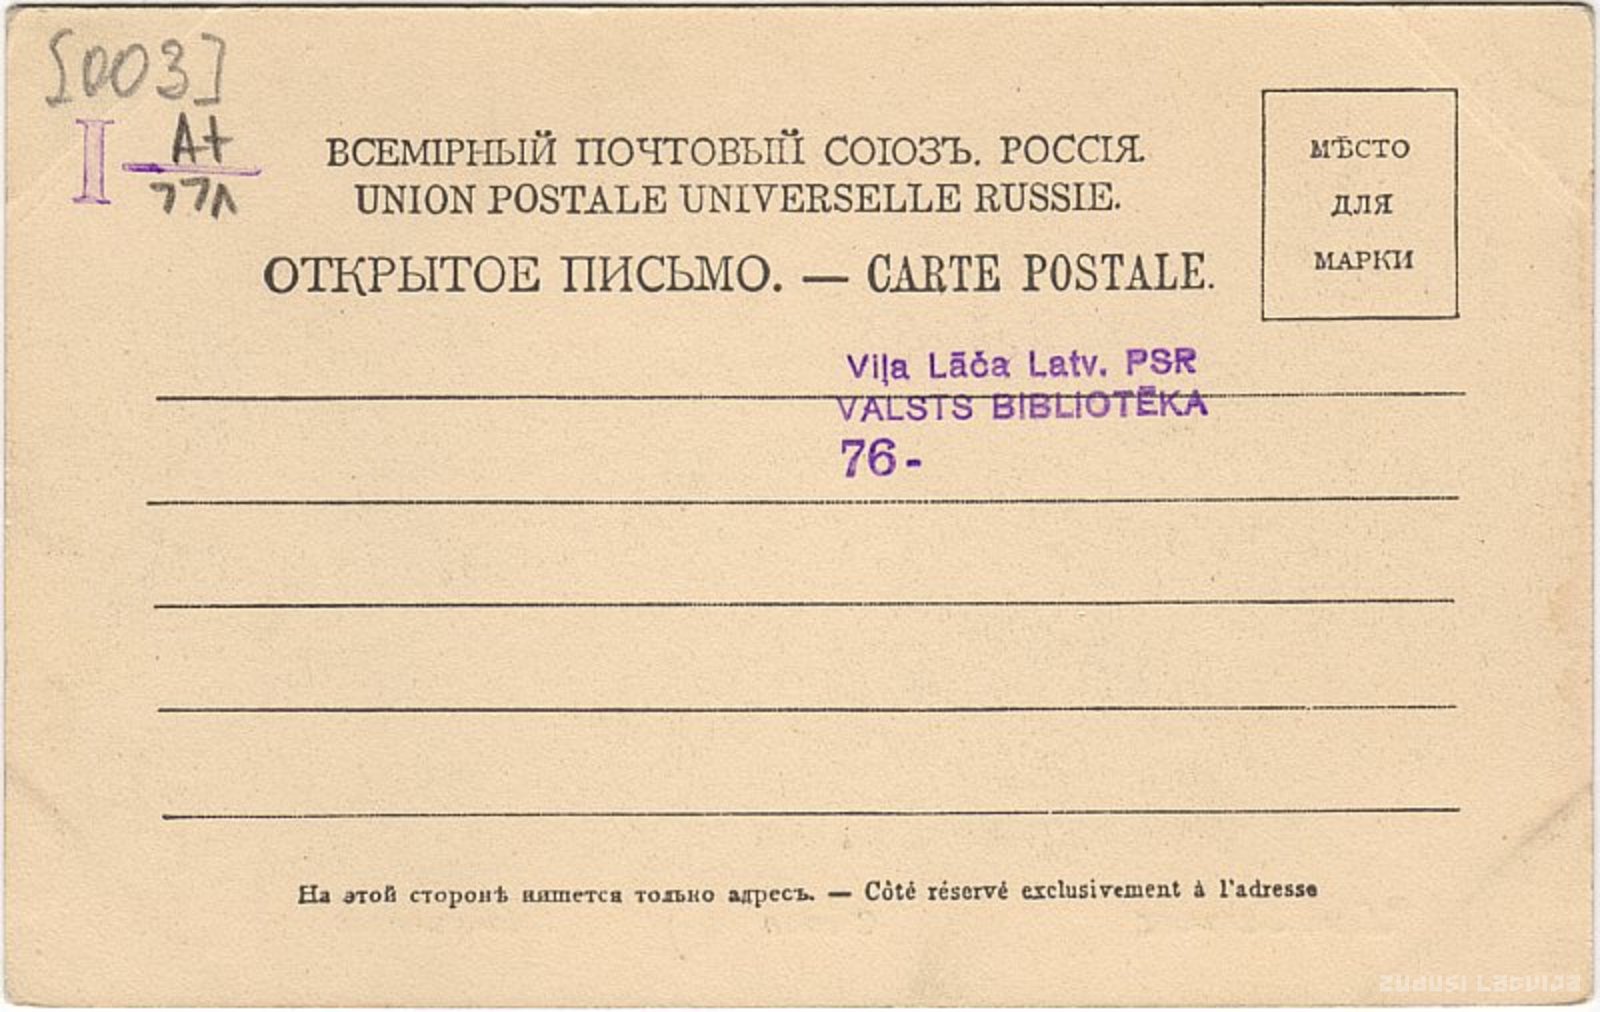 [003]
I A+
77л
ВСЕМІРНЫЙ ПОЧТОВЫЙ СОЮЗЪ. РОССІЯ.
UNION POSTALE UNIVERSELLE RUSSIE.
ОТКРЫТОЕ ПИСЬМО. — CARTE POSTALE.
МѢСТО
ДЛЯ
МАРКИ
Viļa Lāča Latv. PSR
VALSTS BIBLIOTĒKA
76-
На этой сторонѣ пишется только адресъ. — Côté réservé exclusivement à l'adresse
zudusi Latvija